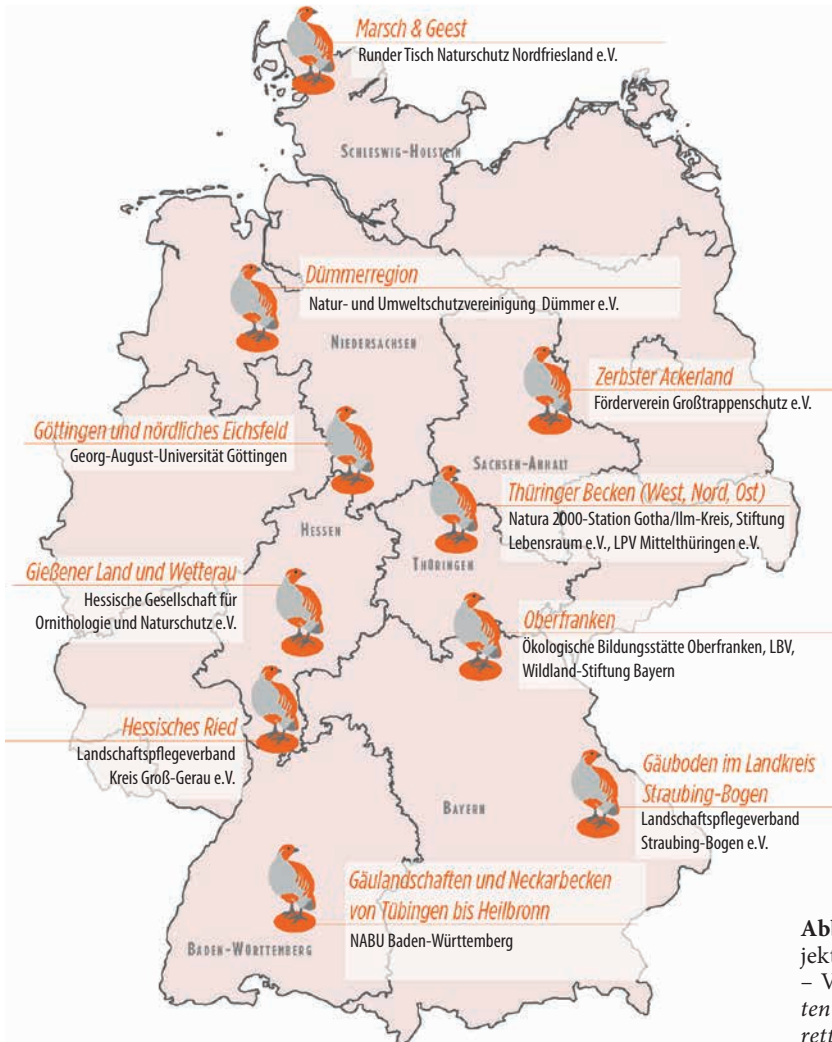 Marsch & Geest
Runder Tisch Naturschutz Nordfriesland e.V.
SCHLESWIG-HOLSTEIN
Dümmerregion
Natur- und Umweltschutzvereinigung Dümmer e.V.
NIEDERSACHSEN
Zerbster Ackerland
Förderverein Großtrappenschutz e.V.
Göttingen und nördliches Eichsfeld
Georg-August-Universität Göttingen
SACHSEN-ANHALT
Thüringer Becken (West, Nord, Ost)
Natura 2000-Station Gotha/Ilm-Kreis, Stiftung
Lebensraum e.V., LPV Mittelthüringen e.V.
HESSEN
THÜRINGEN
Gießener Land und Wetterau
Hessische Gesellschaft für
Ornithologie und Naturschutz e.V.
Oberfranken
Ökologische Bildungsstätte Oberfranken, LBV,
Wildland-Stiftung Bayern
Hessisches Ried
Landschaftspflegeverband
Kreis Groß-Gerau e.V.
Gäuboden im Landkreis
Straubing-Bogen
Landschaftspflegeverband
Straubing-Bogen e.V.
BAYERN
Gäulandschaften und Neckarbecken
von Tübingen bis Heilbronn
NABU Baden-Württemberg
BADEN-WÜRTTEMBERG
Abb
jekt
– V
ten
rett